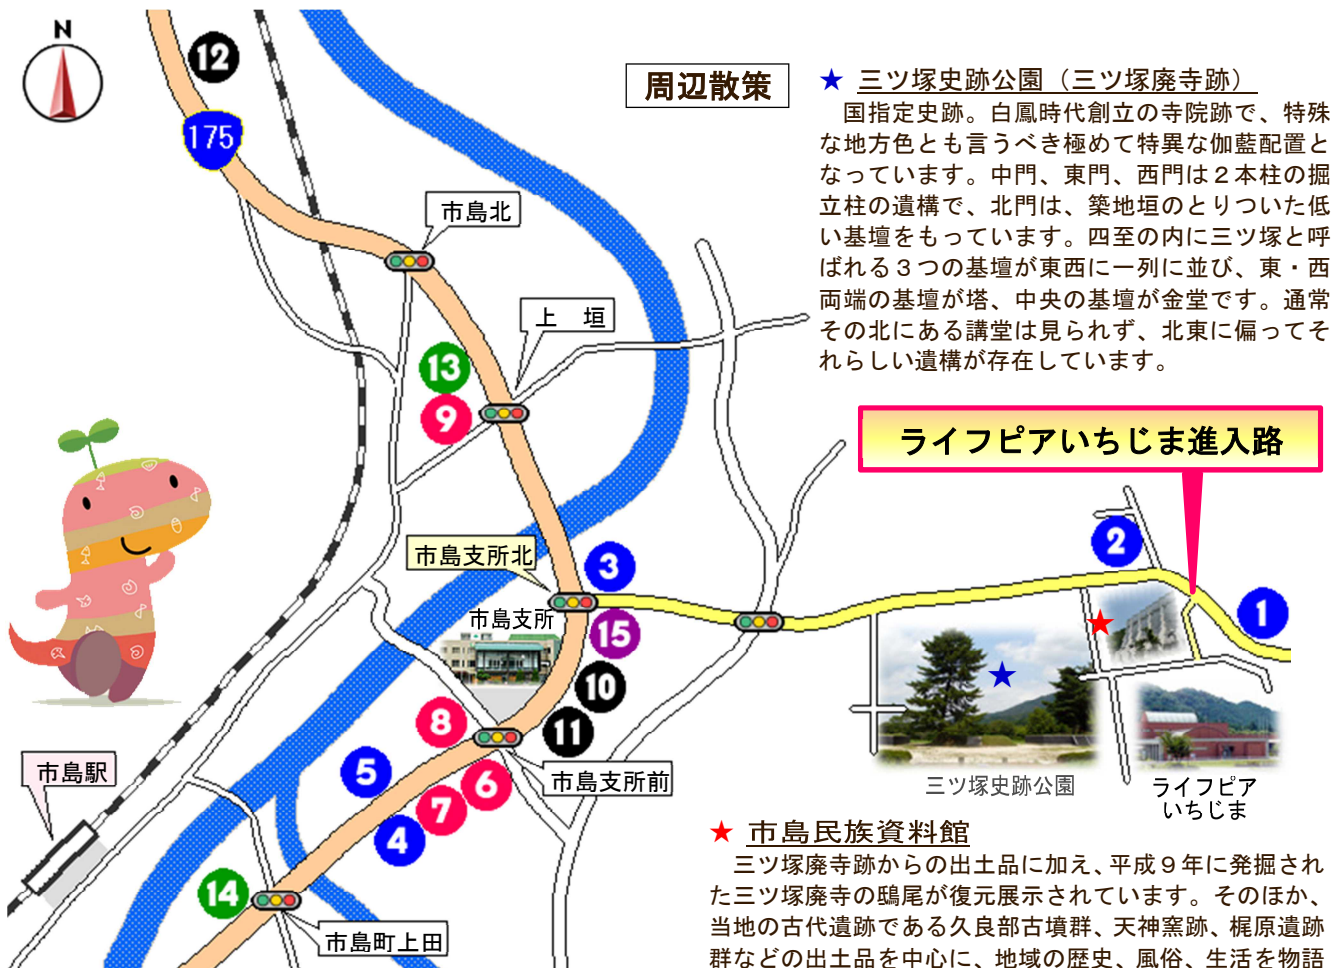 N
12
175
周辺散策
★ 三ツ塚史跡公園（三ツ塚廃寺跡）
国指定史跡。白鳳時代創立の寺院跡で、特殊
な地方色とも言うべき極めて特異な伽藍配置と
なっています。中門、東門、西門は２本柱の掘
立柱の遺構で、北門は、築地垣のとりついた低
い基壇をもっています。四至の内に三ツ塚と呼
ばれる３つの基壇が東西に一列に並び、東・西
両端の基壇が塔、中央の基壇が金堂です。通常
その北にある講堂は見られず、北東に偏ってそ
れらしい遺構が存在しています。
市島北
上　垣
13
9
ライフピアいちじま進入路
市島支所北
3
2
1
市島支所
15
10
8
11
5
6
7
4
市島支所前
市島駅
14
市島町上田
三ツ塚史跡公園
ライフピア
いちじま
★ 市島民族資料館
三ツ塚廃寺跡からの出土品に加え、平成９年に発掘され
た三ツ塚廃寺の鴟尾が復元展示されています。そのほか、
当地の古代遺跡である久良部古墳群、天神窯跡、梶原遺跡
群などの出土品を中心に、地域の歴史、風俗、生活を物語